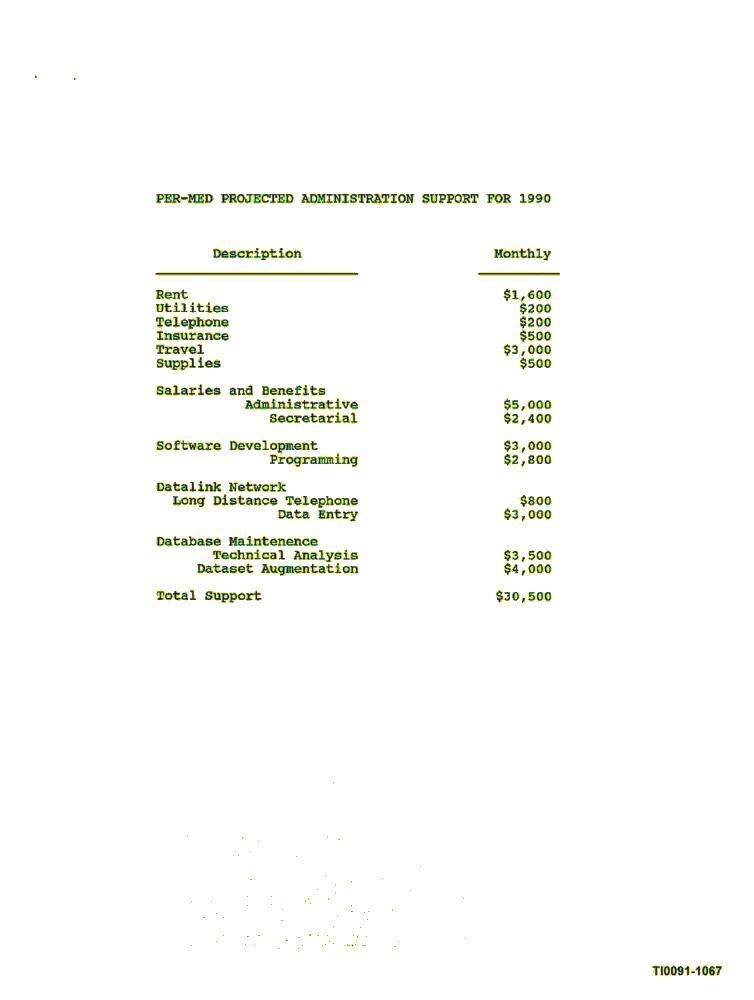 PER-MED PROJECTED ADMINISTRATION SUPPORT FOR 1990
Description Monthly
Rent $1,600
Utilities $200
Telephone $200
Insurance $500
Travel $3,000
Supplies $500
Salaries and Benefits
Administrative $5,000
Secretarial $2,400
Software Development $3,000
Programming $2,800
Datalink Network
Long Distance Telephone $800
Data Entry $3,000
Database Maintenence
Technical Analysis $3,500
Dataset Augmentation $4,000
Total Support $30,500
TI0091-1067